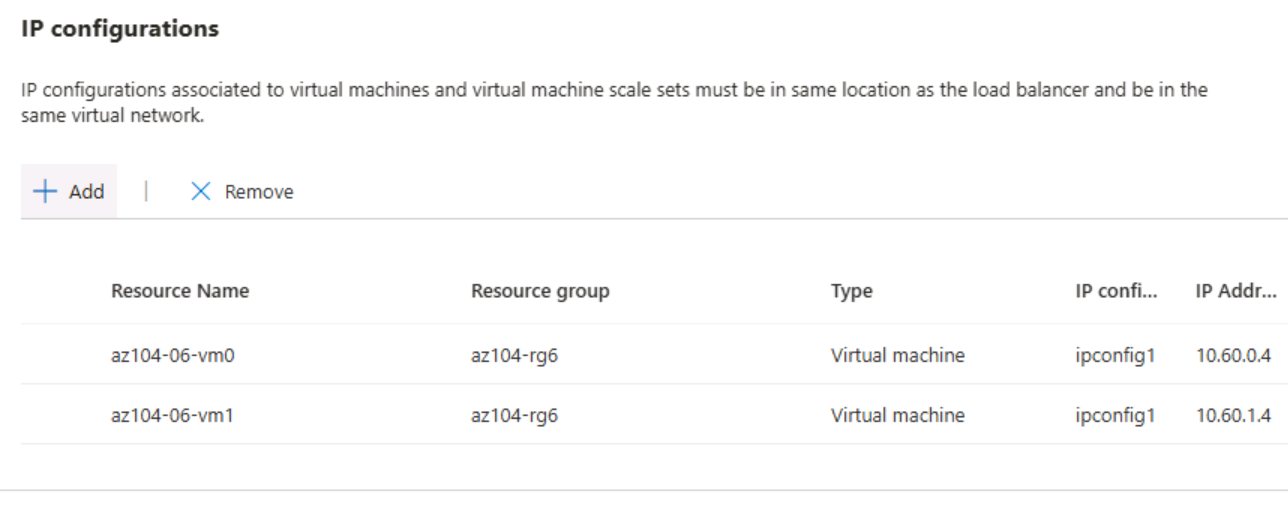 IP configurations
IP configurations associated to virtual machines and virtual machine scale sets must be in same location as the load balancer and be in the
same virtual network.
Add | Remove
Resource Name Resource group Type IP confi... IP Addr...
az104-06-vm0 az104-rg6 Virtual machine ipconfig1 10.60.0.4
az104-06-vm1 az104-rg6 Virtual machine ipconfig1 10.60.1.4